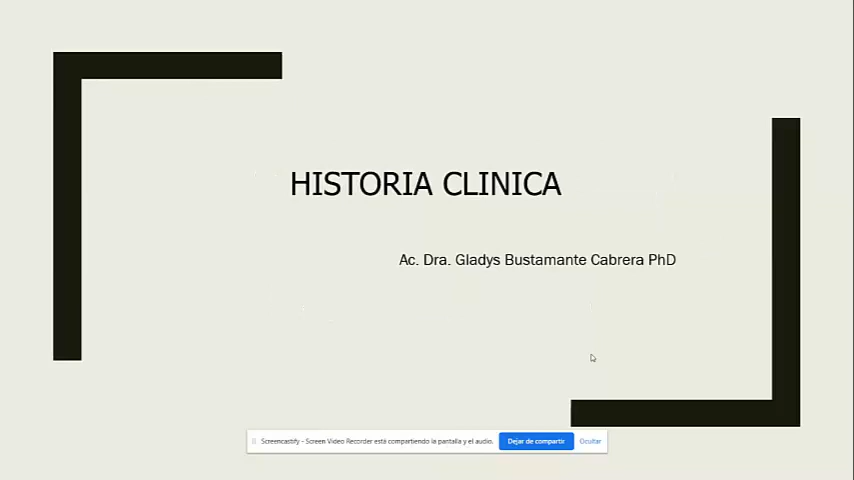 HISTORIA CLINICA
Ac. Dra. Gladys Bustamante Cabrera PhD
Screencastify - Screen Video Recorder está compartiendo la pantalla y el audio.
Dejar de compartir
Ocultar